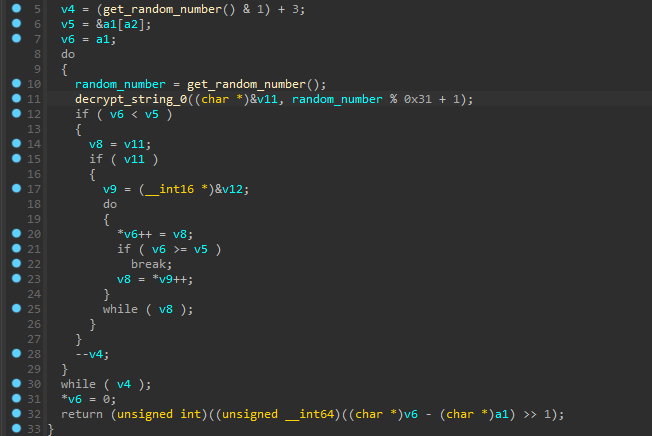 5 v4 = (get_random_number() & 1) + 3;
6 v5 = &a1[a2];
7 v6 = a1;
8 do
9 {
10 random_number = get_random_number();
11 decrypt_string_0((char *)&v11, random_number % 0x31 + 1);
12 if ( v6 < v5 )
13 {
14 v8 = v11;
15 if ( v11 )
16 {
17 v9 = (__int16 *)&v12;
18 do
19 {
20 *v6++ = v8;
21 if ( v6 >= v5 )
22 break;
23 v8 = *v9++;
24 }
25 while ( v8 );
26 }
27 }
28 --v4;
29 }
30 while ( v4 );
31 *v6 = 0;
32 return (unsigned int)((unsigned __int64)((char *)v6 - (char *)a1) >> 1);
33 }